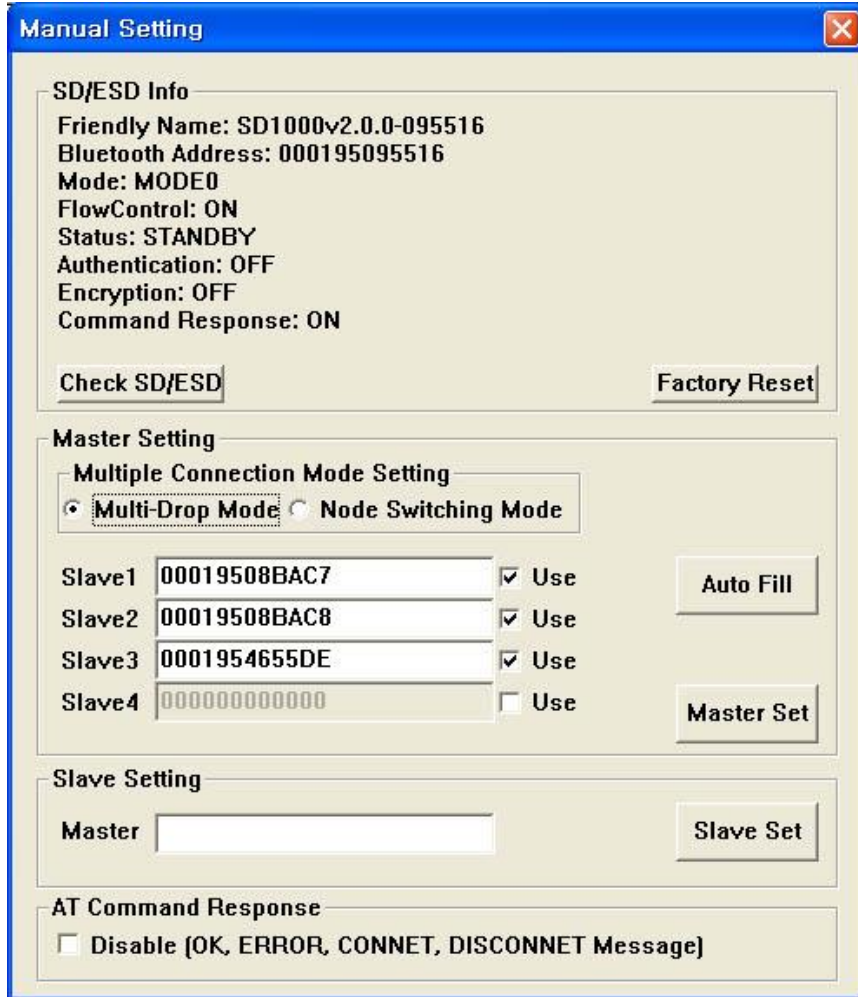 Manual Setting
SD/ESD Info
Friendly Name: SD1000v2.0.0-095516
Bluetooth Address: 000195095516
Mode: MODE0
FlowControl: ON
Status: STANDBY
Authentication: OFF
Encryption: OFF
Command Response: ON
Check SD/ESD Factory Reset
Master Setting
Multiple Connection Mode Setting
Multi-Drop Mode Node Switching Mode
Slave1 00019508BAC7 Use
Auto Fill
Slave2 00019508BAC8 Use
Slave3 0001954655DE Use
Slave4 000000000000 Use
Master Set
Slave Setting
Master Slave Set
AT Command Response
Disable (OK, ERROR, CONNET, DISCONNET Message)